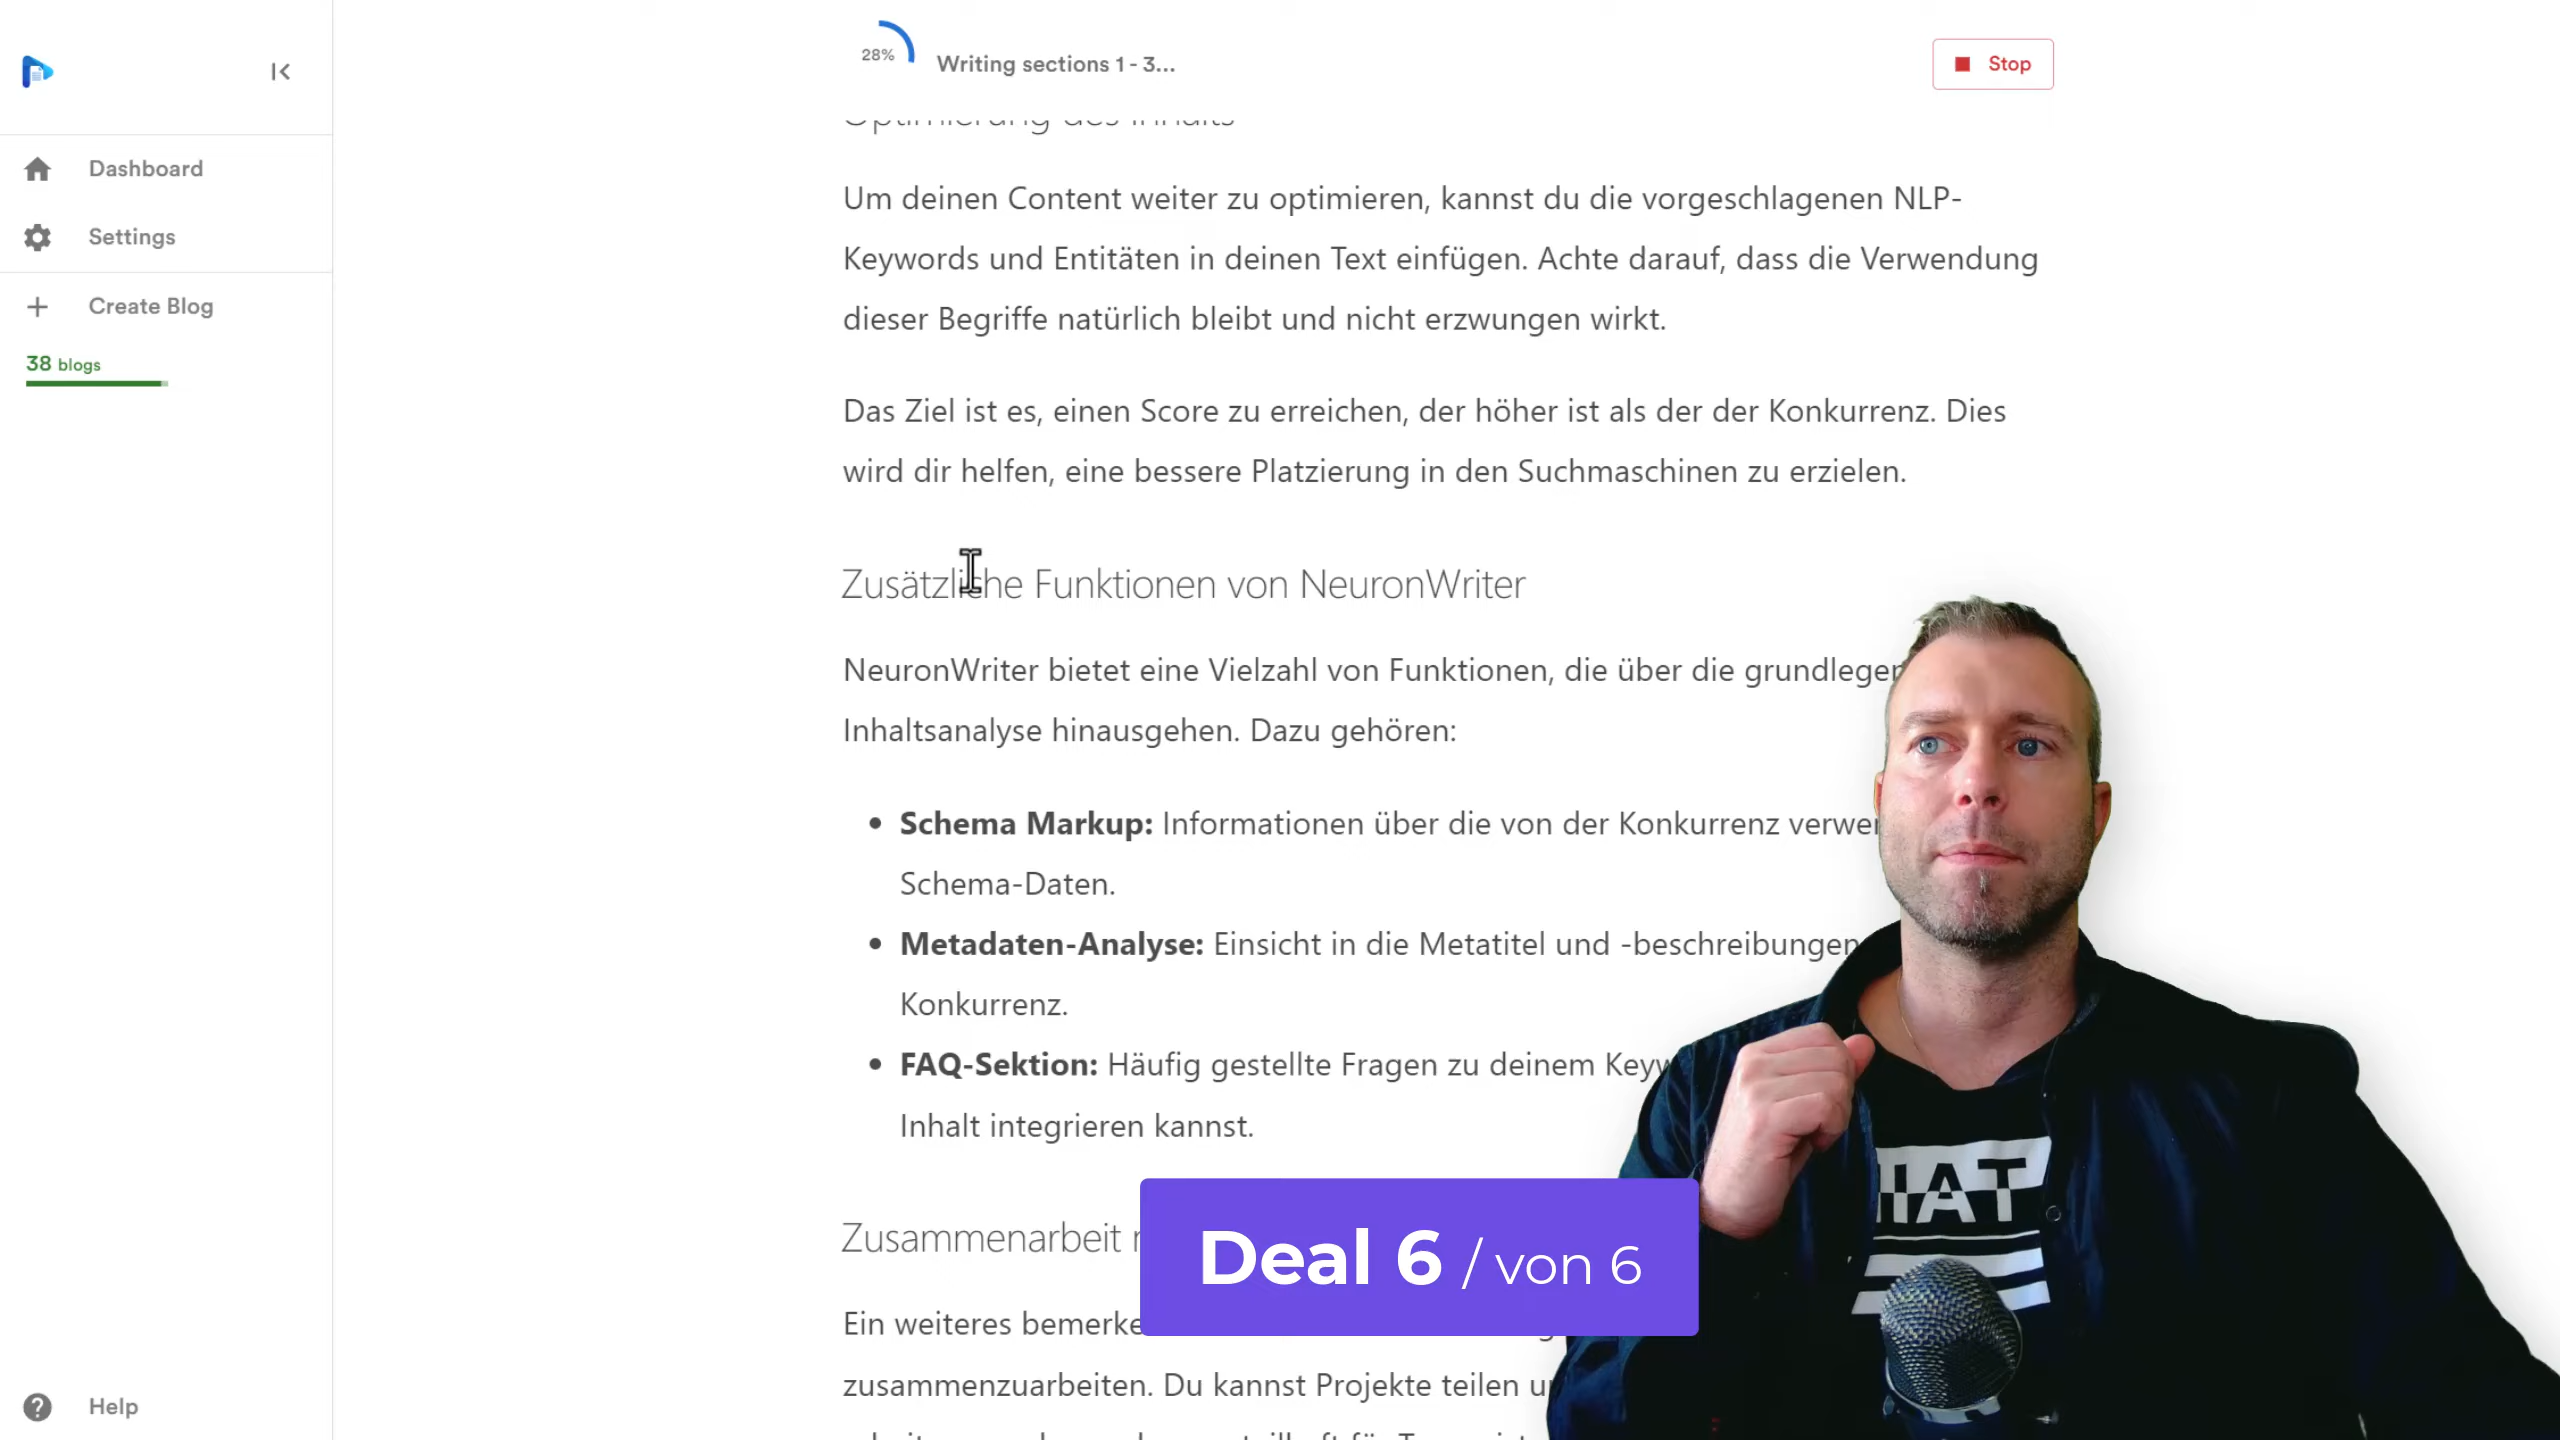 28%
Writing sections 1 - 3...
Stop
Dashboard
Settings
Create Blog
38 blogs
Help
Optimierung des Inhalts
Um deinen Content weiter zu optimieren, kannst du die vorgeschlagenen NLP-
Keywords und Entitäten in deinen Text einfügen. Achte darauf, dass die Verwendung
dieser Begriffe natürlich bleibt und nicht erzwungen wirkt.
Das Ziel ist es, einen Score zu erreichen, der höher ist als der der Konkurrenz. Dies
wird dir helfen, eine bessere Platzierung in den Suchmaschinen zu erzielen.
Zusätzliche Funktionen von NeuronWriter
NeuronWriter bietet eine Vielzahl von Funktionen, die über die
Inhaltsanalyse hinausgehen. Dazu gehören:
Schema Markup: Informationen über die von der Konkurrenz
Schema-Daten.
Metadaten-Analyse: Einsicht in die Metatitel und -beschreibungen
Konkurrenz.
FAQ-Sektion: Häufig gestellte Fragen zu deinem
Inhalt integrieren kannst.
Zusammenarbeit
Ein weiteres
zusammenzuarbeiten. Du kannst Projekte teilen
Deal 6 / von 6